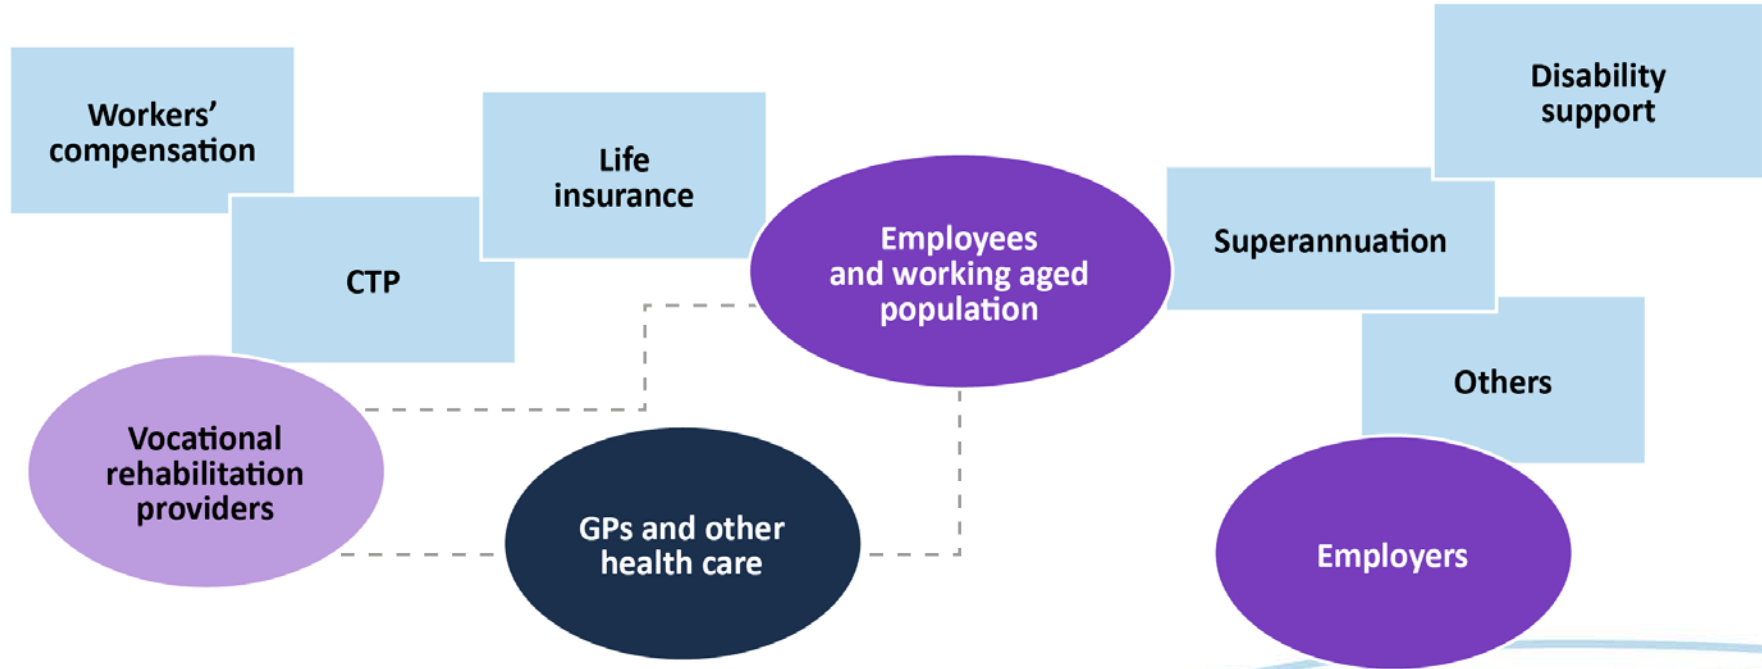 Workers’
compensation
CTP
Life
insurance
Employees
and working aged
population
Superannuation
Disability
support
Others
Vocational
rehabilitation
providers
GPs and other
health care
Employers